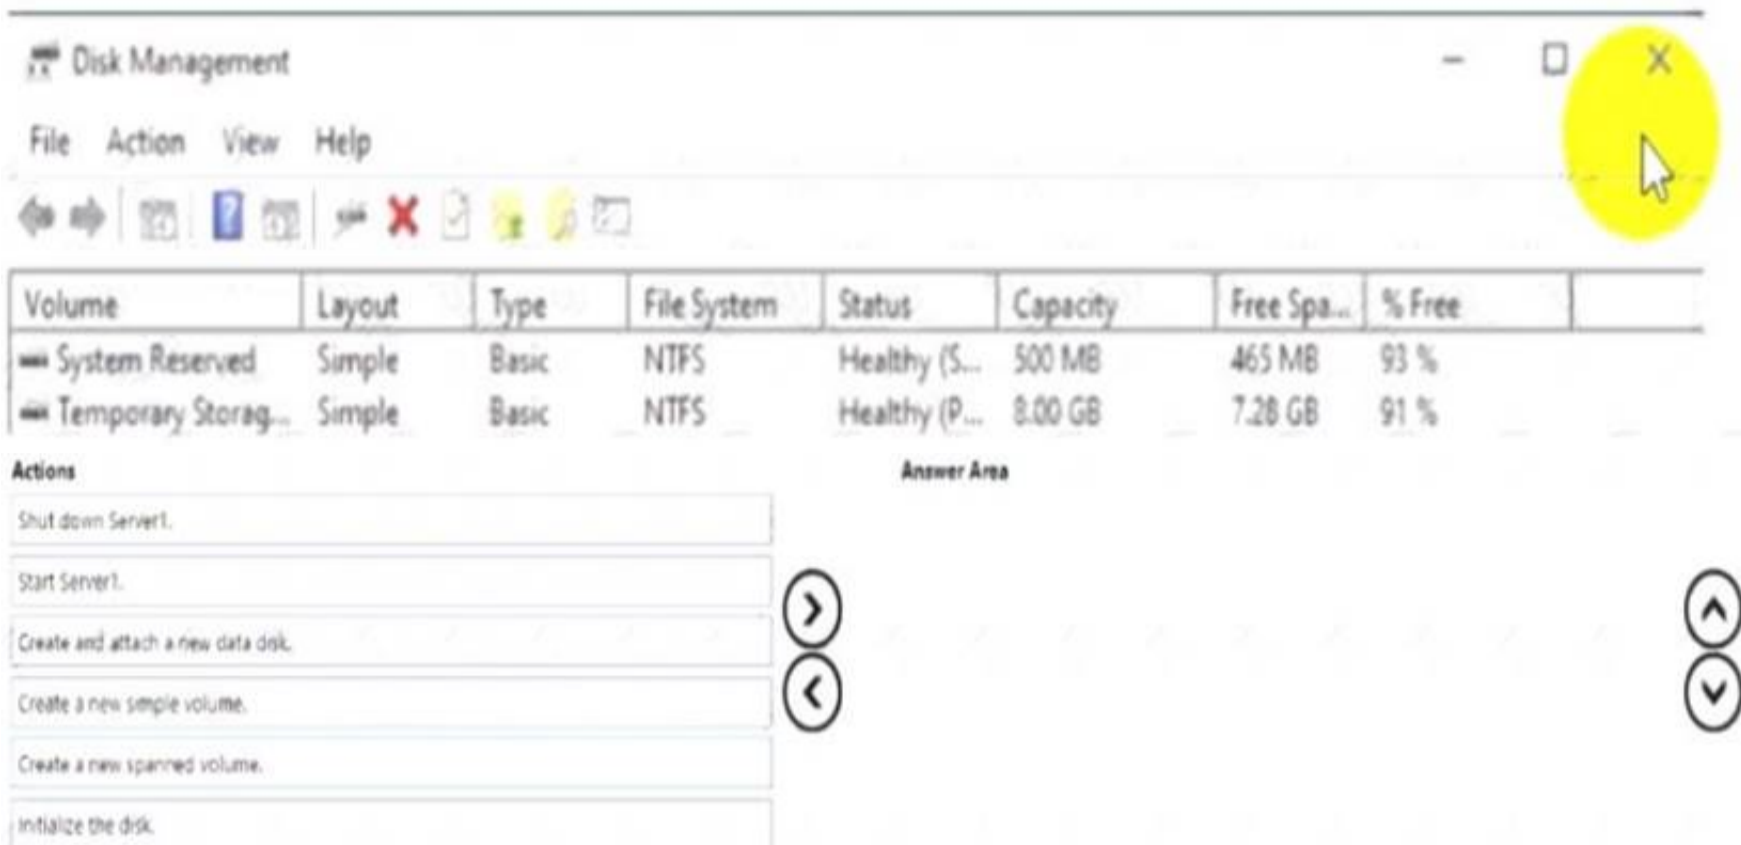 Disk Management
File Action View Help
Volume Layout Type File System Status Capacity Free Spa... % Free
System Reserved Simple Basic NTFS Healthy (S... 500 MB 465 MB 93 %
Temporary Storag... Simple Basic NTFS Healthy (P... 8.00 GB 7.28 GB 91 %
Actions Answer Area
Shut down Server1.
Start Server1.
Create and attach a new data disk.
Create a new simple volume.
Create a new spanned volume.
Initialize the disk.